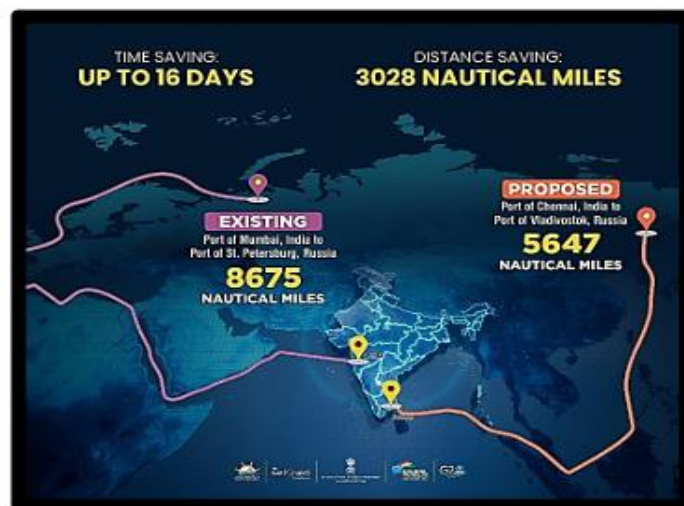 TIME SAVING:
UP TO 16 DAYS
DISTANCE SAVING:
3028 NAUTICAL MILES
EXISTING
Port of Mumbai, India to
Port of St. Petersburg, Russia
8675
NAUTICAL MILES
PROPOSED
Port of Chennai, India to
Port of Vladivostok, Russia
5647
NAUTICAL MILES